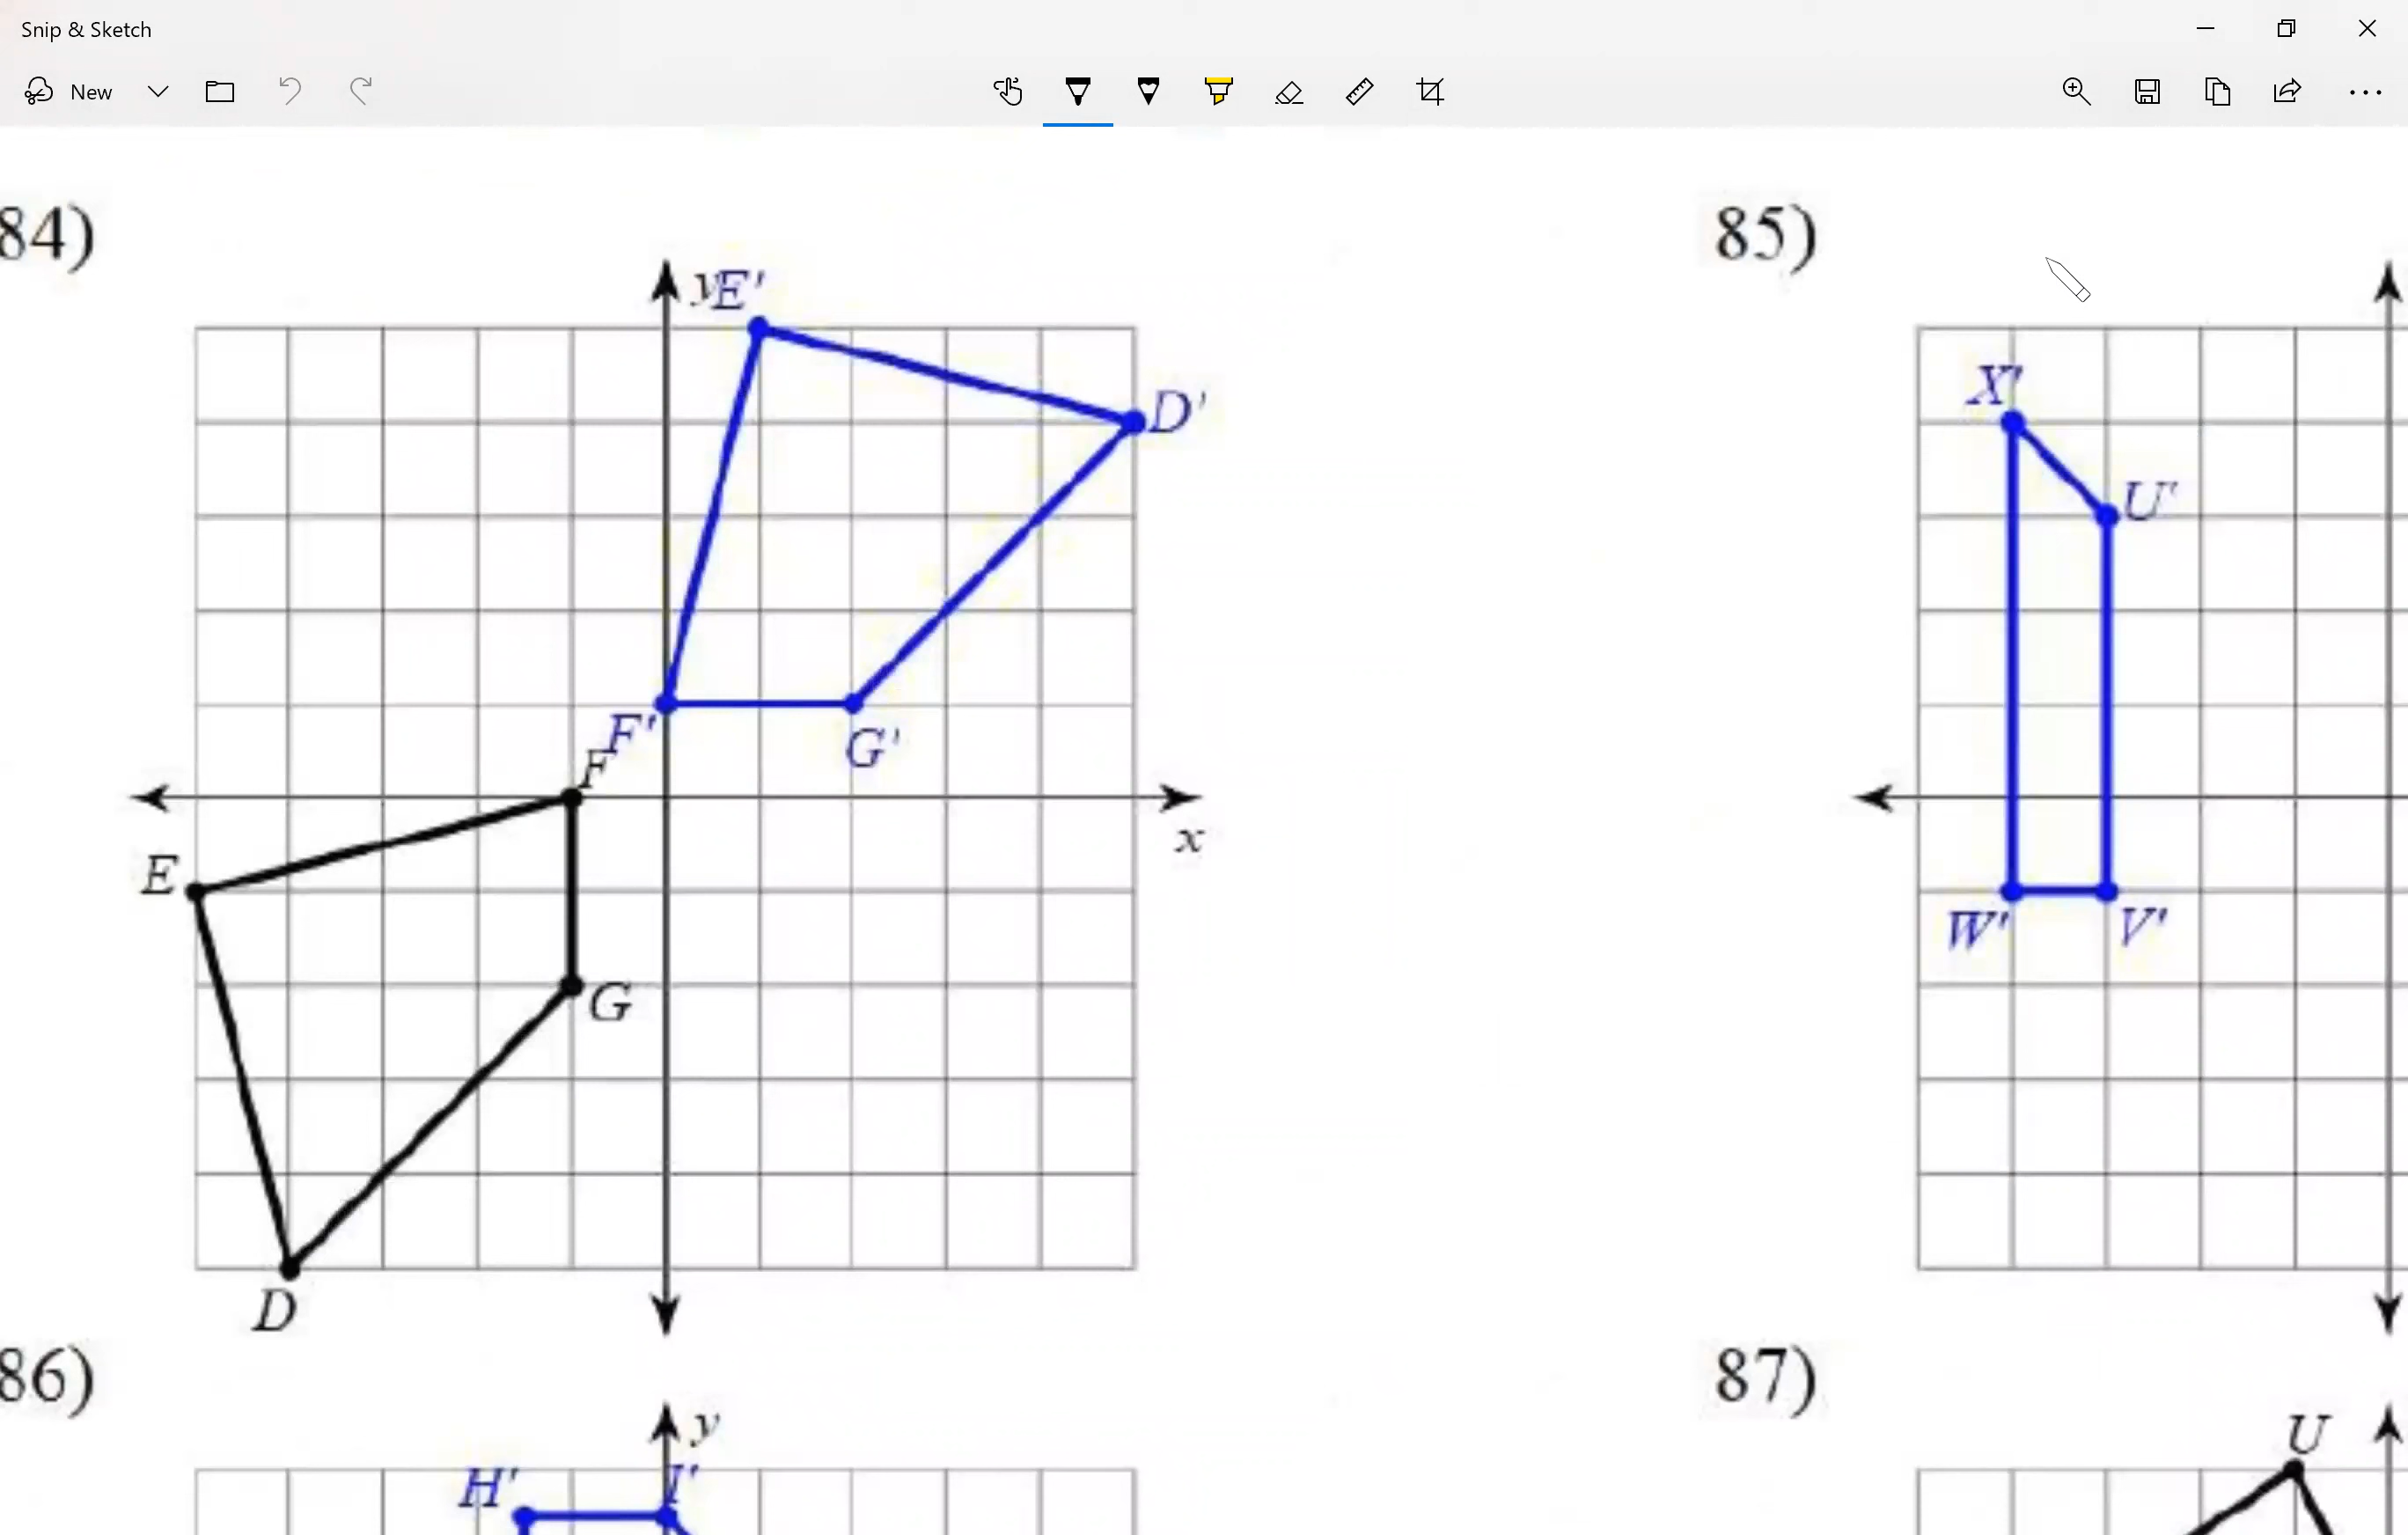 Snip & Sketch
New
84)
85)
y
E'
D'
X'
U'
F'
G'
F
x
E
W'
V'
G
D
86)
87)
y
U
H'
I'